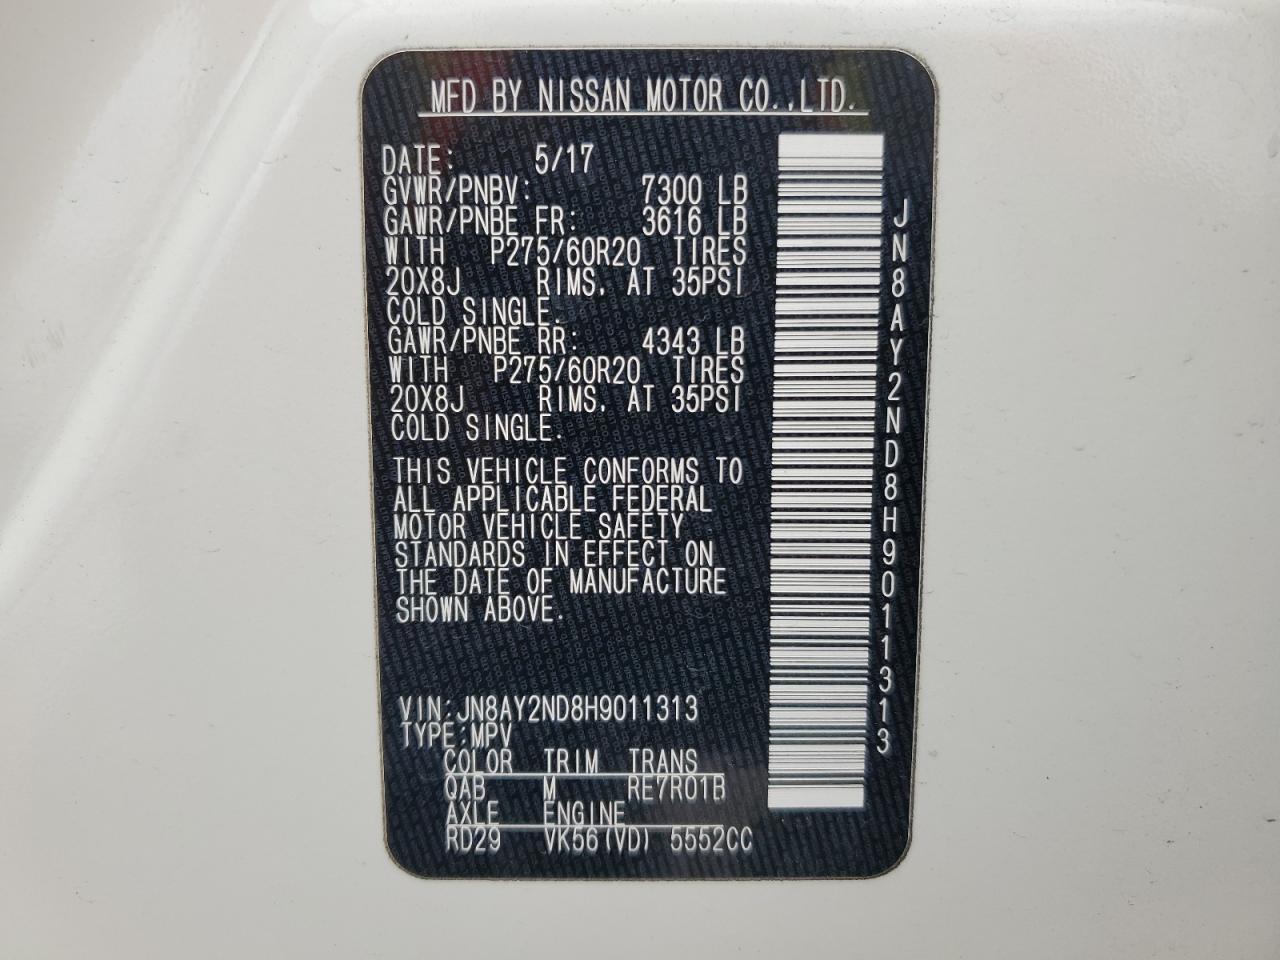 MFD BY NISSAN MOTOR CO.,LTD.
DATE: 5/17
GVWR/PNBV: 7300 LB
GAWR/PNBE FR: 3616 LB
WITH P275/60R20 TIRES
20X8J RIMS, AT 35PSI
COLD SINGLE.
GAWR/PNBE RR: 4343 LB
WITH P275/60R20 TIRES
20X8J RIMS, AT 35PSI
COLD SINGLE.
THIS VEHICLE CONFORMS TO
ALL APPLICABLE FEDERAL
MOTOR VEHICLE SAFETY
STANDARDS IN EFFECT ON
THE DATE OF MANUFACTURE
SHOWN ABOVE.
VIN:JN8AY2ND8H9011313
TYPE:MPV
COLOR TRIM TRANS
QAB M RE7R01B
AXLE ENGINE
RD29 VK56(VD) 5552CC
JN8AY2ND8H9011313